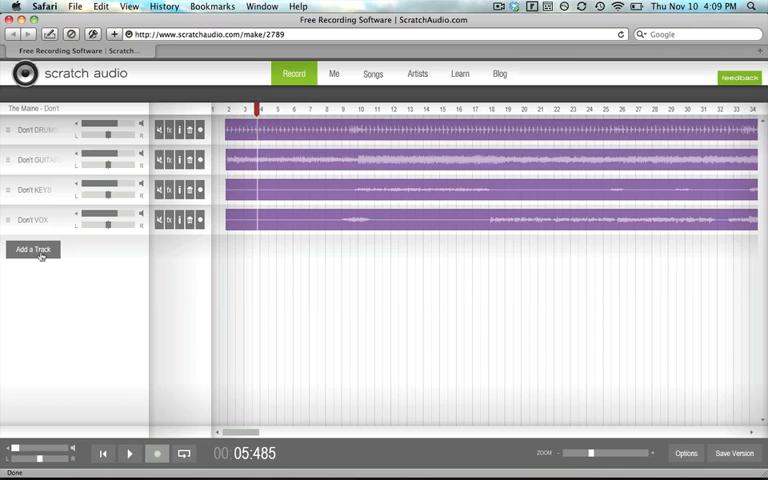 Safari File Edit View History Bookmarks Window Help Thu Nov 10 4:09 PM
Free Recording Software | ScratchAudio.com
http://www.scratchaudio.com/make/2789
Google
Free Recording Software | Scratch...
scratch audio Record Me Songs Artists Learn Blog
feedback
The Maine - Don't
1 2 3 4 5 6 7 8 9 10 11 12 13 14 15 16 17 18 19 20 21 22 23 24 25 26 27 28 29 30 31 32 33 34
Don't DRUMS
L R
Don't GUITAR
L R
Don't KEYS
L R
Don't VOX
L R
Add a Track
L R
00:05:485
ZOOM - +
Options
Save Version
Done